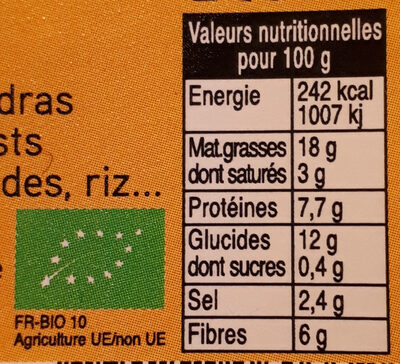 dras
sts
des, riz...
FR-BIO 10
Agriculture UE/non UE
Valeurs nutritionnelles
pour 100 g
Energie 242 kcal
1007 kj
Mat.grasses 18 g
dont saturés 3 g
Protéines 7,7 g
Glucides 12 g
dont sucres 0,4 g
Sel 2,4 g
Fibres 6 g